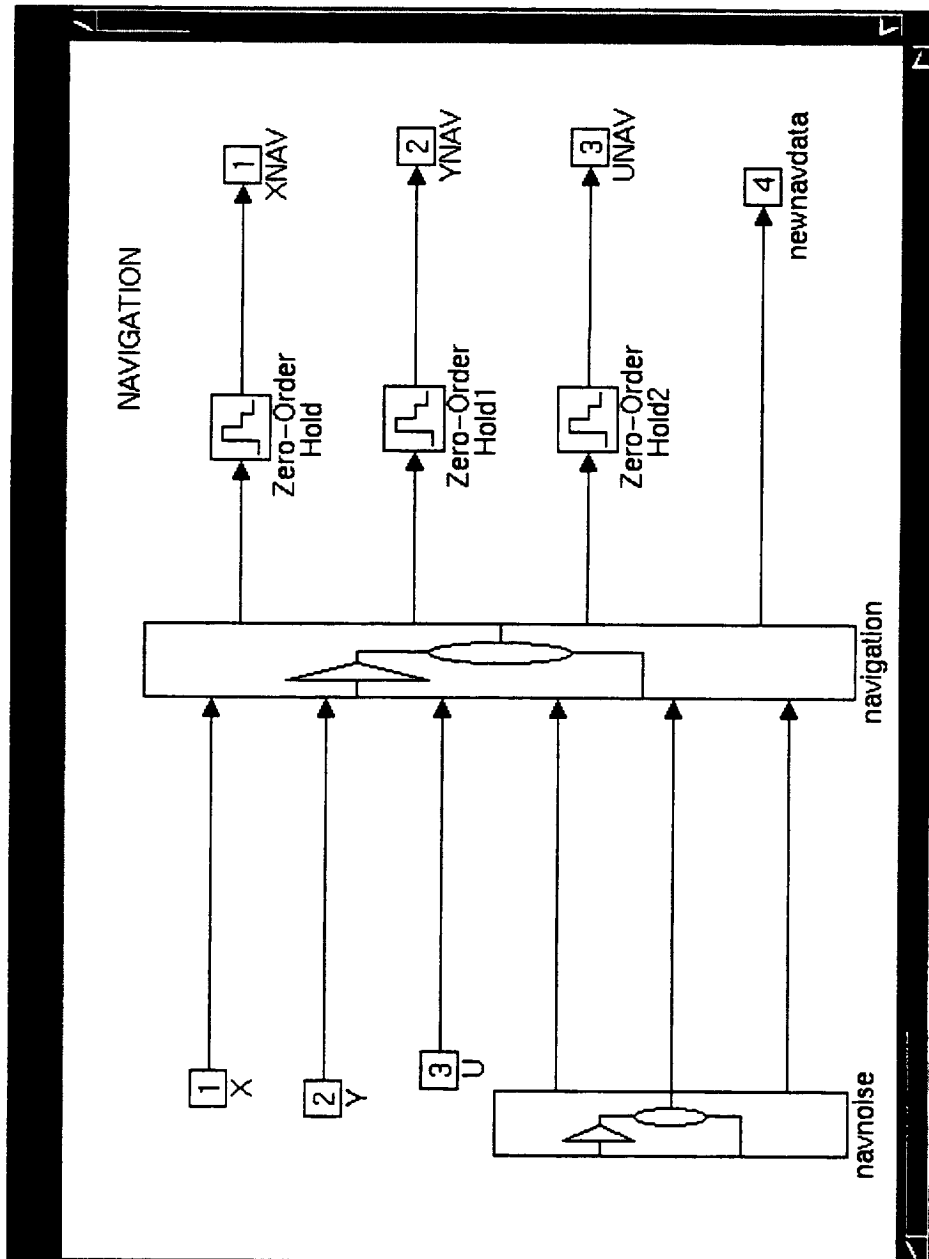 NAVIGATION
1
X
2
Y
3
U
navnoise
navigation
Zero-Order
Hold
Zero-Order
Hold1
Zero-Order
Hold2
1
XNAV
2
YNAV
3
UNAV
4
newnavdata